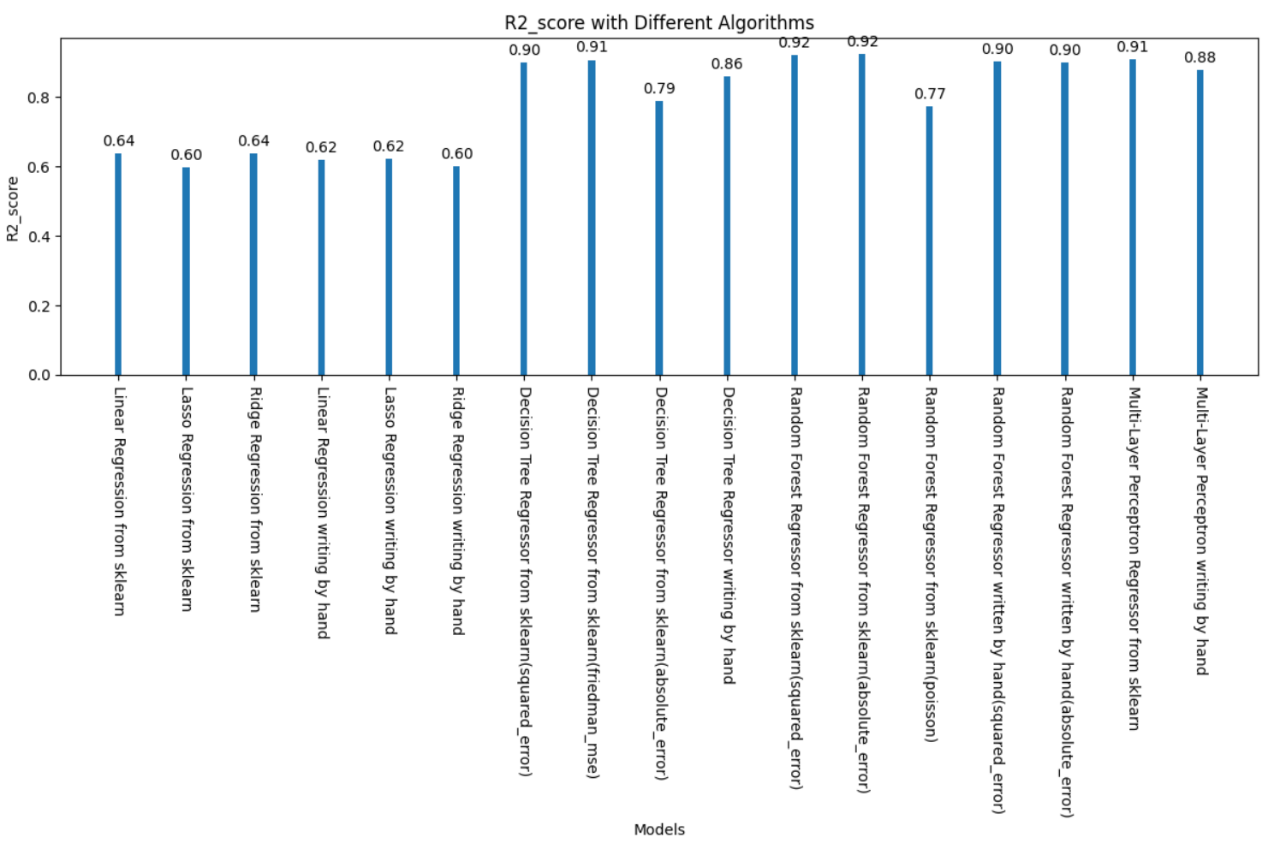 R2_score with Different Algorithms
R2_score
0.8
0.6
0.4
0.2
0.0
0.64
0.60
0.64
0.62
0.62
0.60
0.90
0.91
0.79
0.86
0.92
0.92
0.77
0.90
0.90
0.91
0.88
Linear Regression from sklearn
Lasso Regression from sklearn
Ridge Regression from sklearn
Linear Regression writing by hand
Lasso Regression writing by hand
Ridge Regression writing by hand
Decision Tree Regressor from sklearn(squared_error)
Decision Tree Regressor from sklearn(friedman_mse)
Decision Tree Regressor from sklearn(absolute_error)
Decision Tree Regressor writing by hand
Random Forest Regressor from sklearn(squared_error)
Random Forest Regressor from sklearn(absolute_error)
Random Forest Regressor from sklearn(poisson)
Random Forest Regressor written by hand(squared_error)
Random Forest Regressor written by hand(absolute_error)
Multi-Layer Perceptron Regressor from sklearn
Multi-Layer Perceptron writing by hand
Models